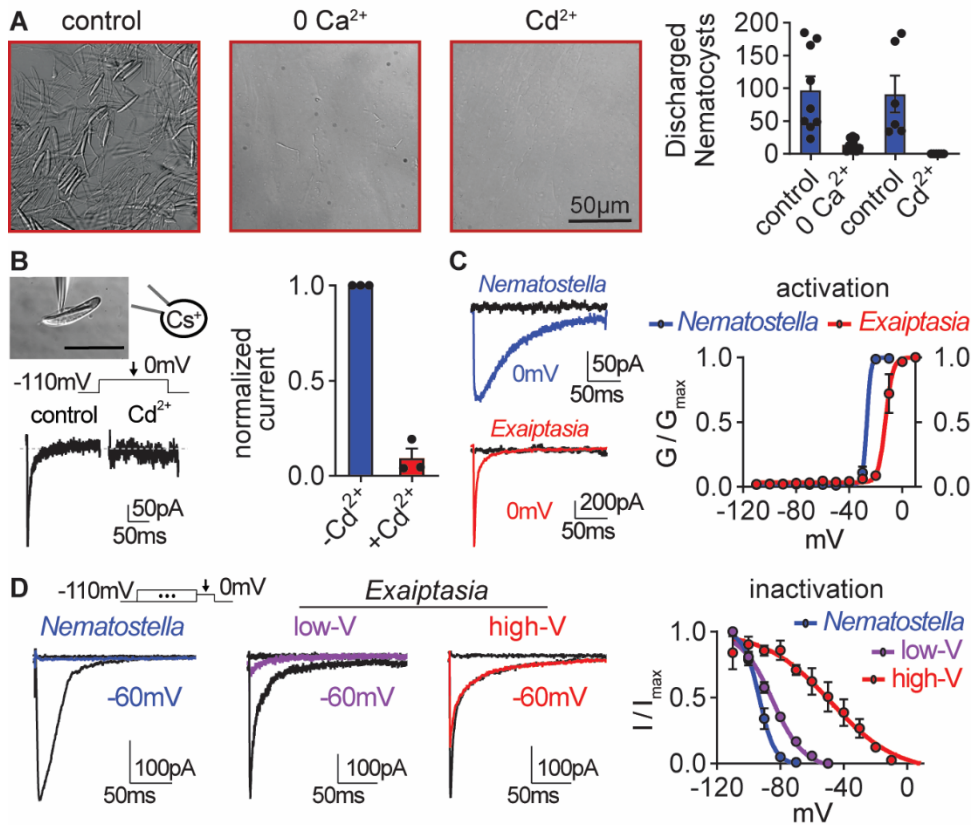 A
control
0 Ca²⁺
Cd²⁺
50µm
Discharged
Nematocysts
200
150
100
50
0
control
0 Ca²⁺
control
Cd²⁺
B
Cs⁺
-110mV
0mV
control
Cd²⁺
50pA
50ms
normalized
current
1.0
0.5
0.0
-Cd²⁺
+Cd²⁺
C
Nematostella
0mV
50pA
50ms
Exaiptasia
0mV
200pA
50ms
activation
Nematostella
Exaiptasia
G / Gmax
1.0
0.5
0.0
1.0
0.5
0.0
-120
-80
-40
0
mV
D
-110mV
0mV
Nematostella
-60mV
100pA
50ms
Exaiptasia
low-V
-60mV
100pA
50ms
high-V
-60mV
100pA
50ms
inactivation
Nematostella
low-V
high-V
I / Imax
1.0
0.5
0.0
-120
-80
-40
0
mV